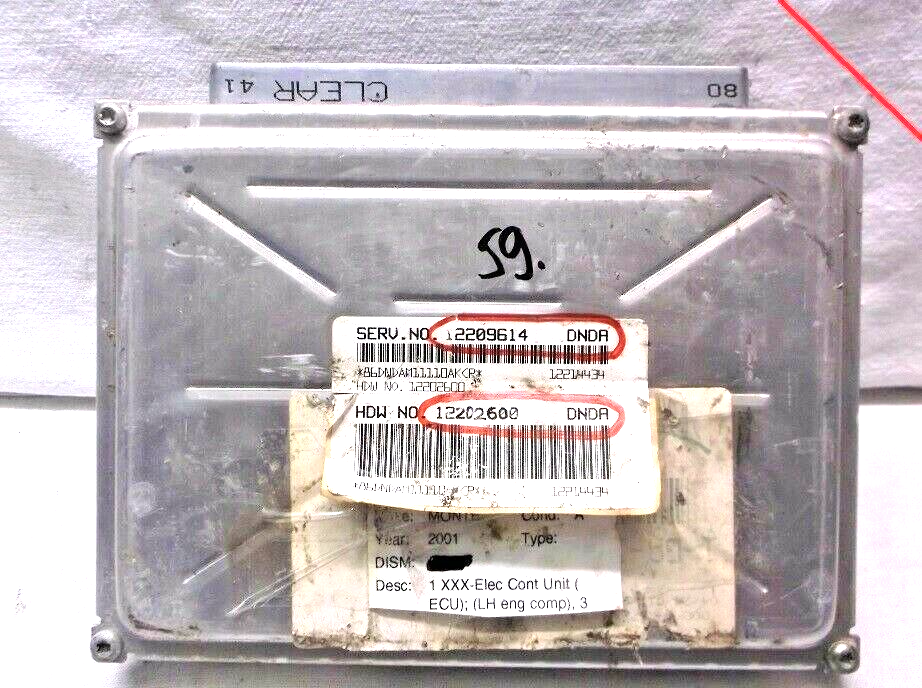 CLEAR 41
80
59.
SERV.NO. 12209614 DNDA
12214434
HDW NO. 12202600
HDW NO. 12202600 DNDA
12214434
MONTE Cond: A
Year: 2001 Type:
DISM:
Desc: 1 XXX-Elec Cont Unit (
ECU); (LH eng comp), 3